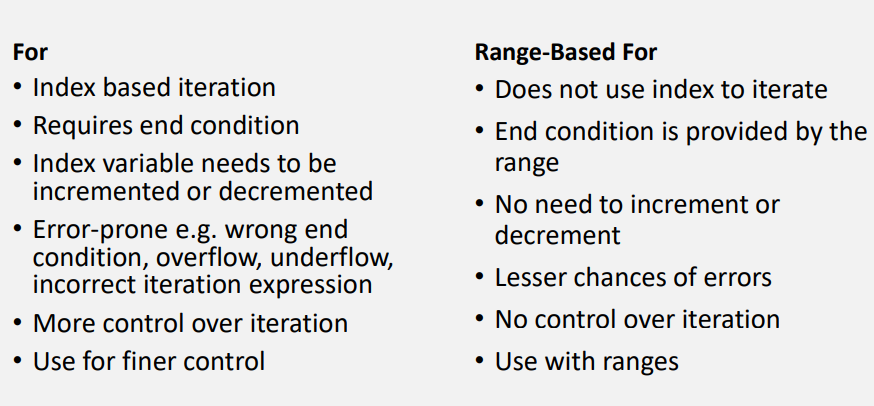 For
• Index based iteration
• Requires end condition
• Index variable needs to be
incremented or decremented
• Error-prone e.g. wrong end
condition, overflow, underflow,
incorrect iteration expression
• More control over iteration
• Use for finer control
Range-Based For
• Does not use index to iterate
• End condition is provided by the
range
• No need to increment or
decrement
• Lesser chances of errors
• No control over iteration
• Use with ranges